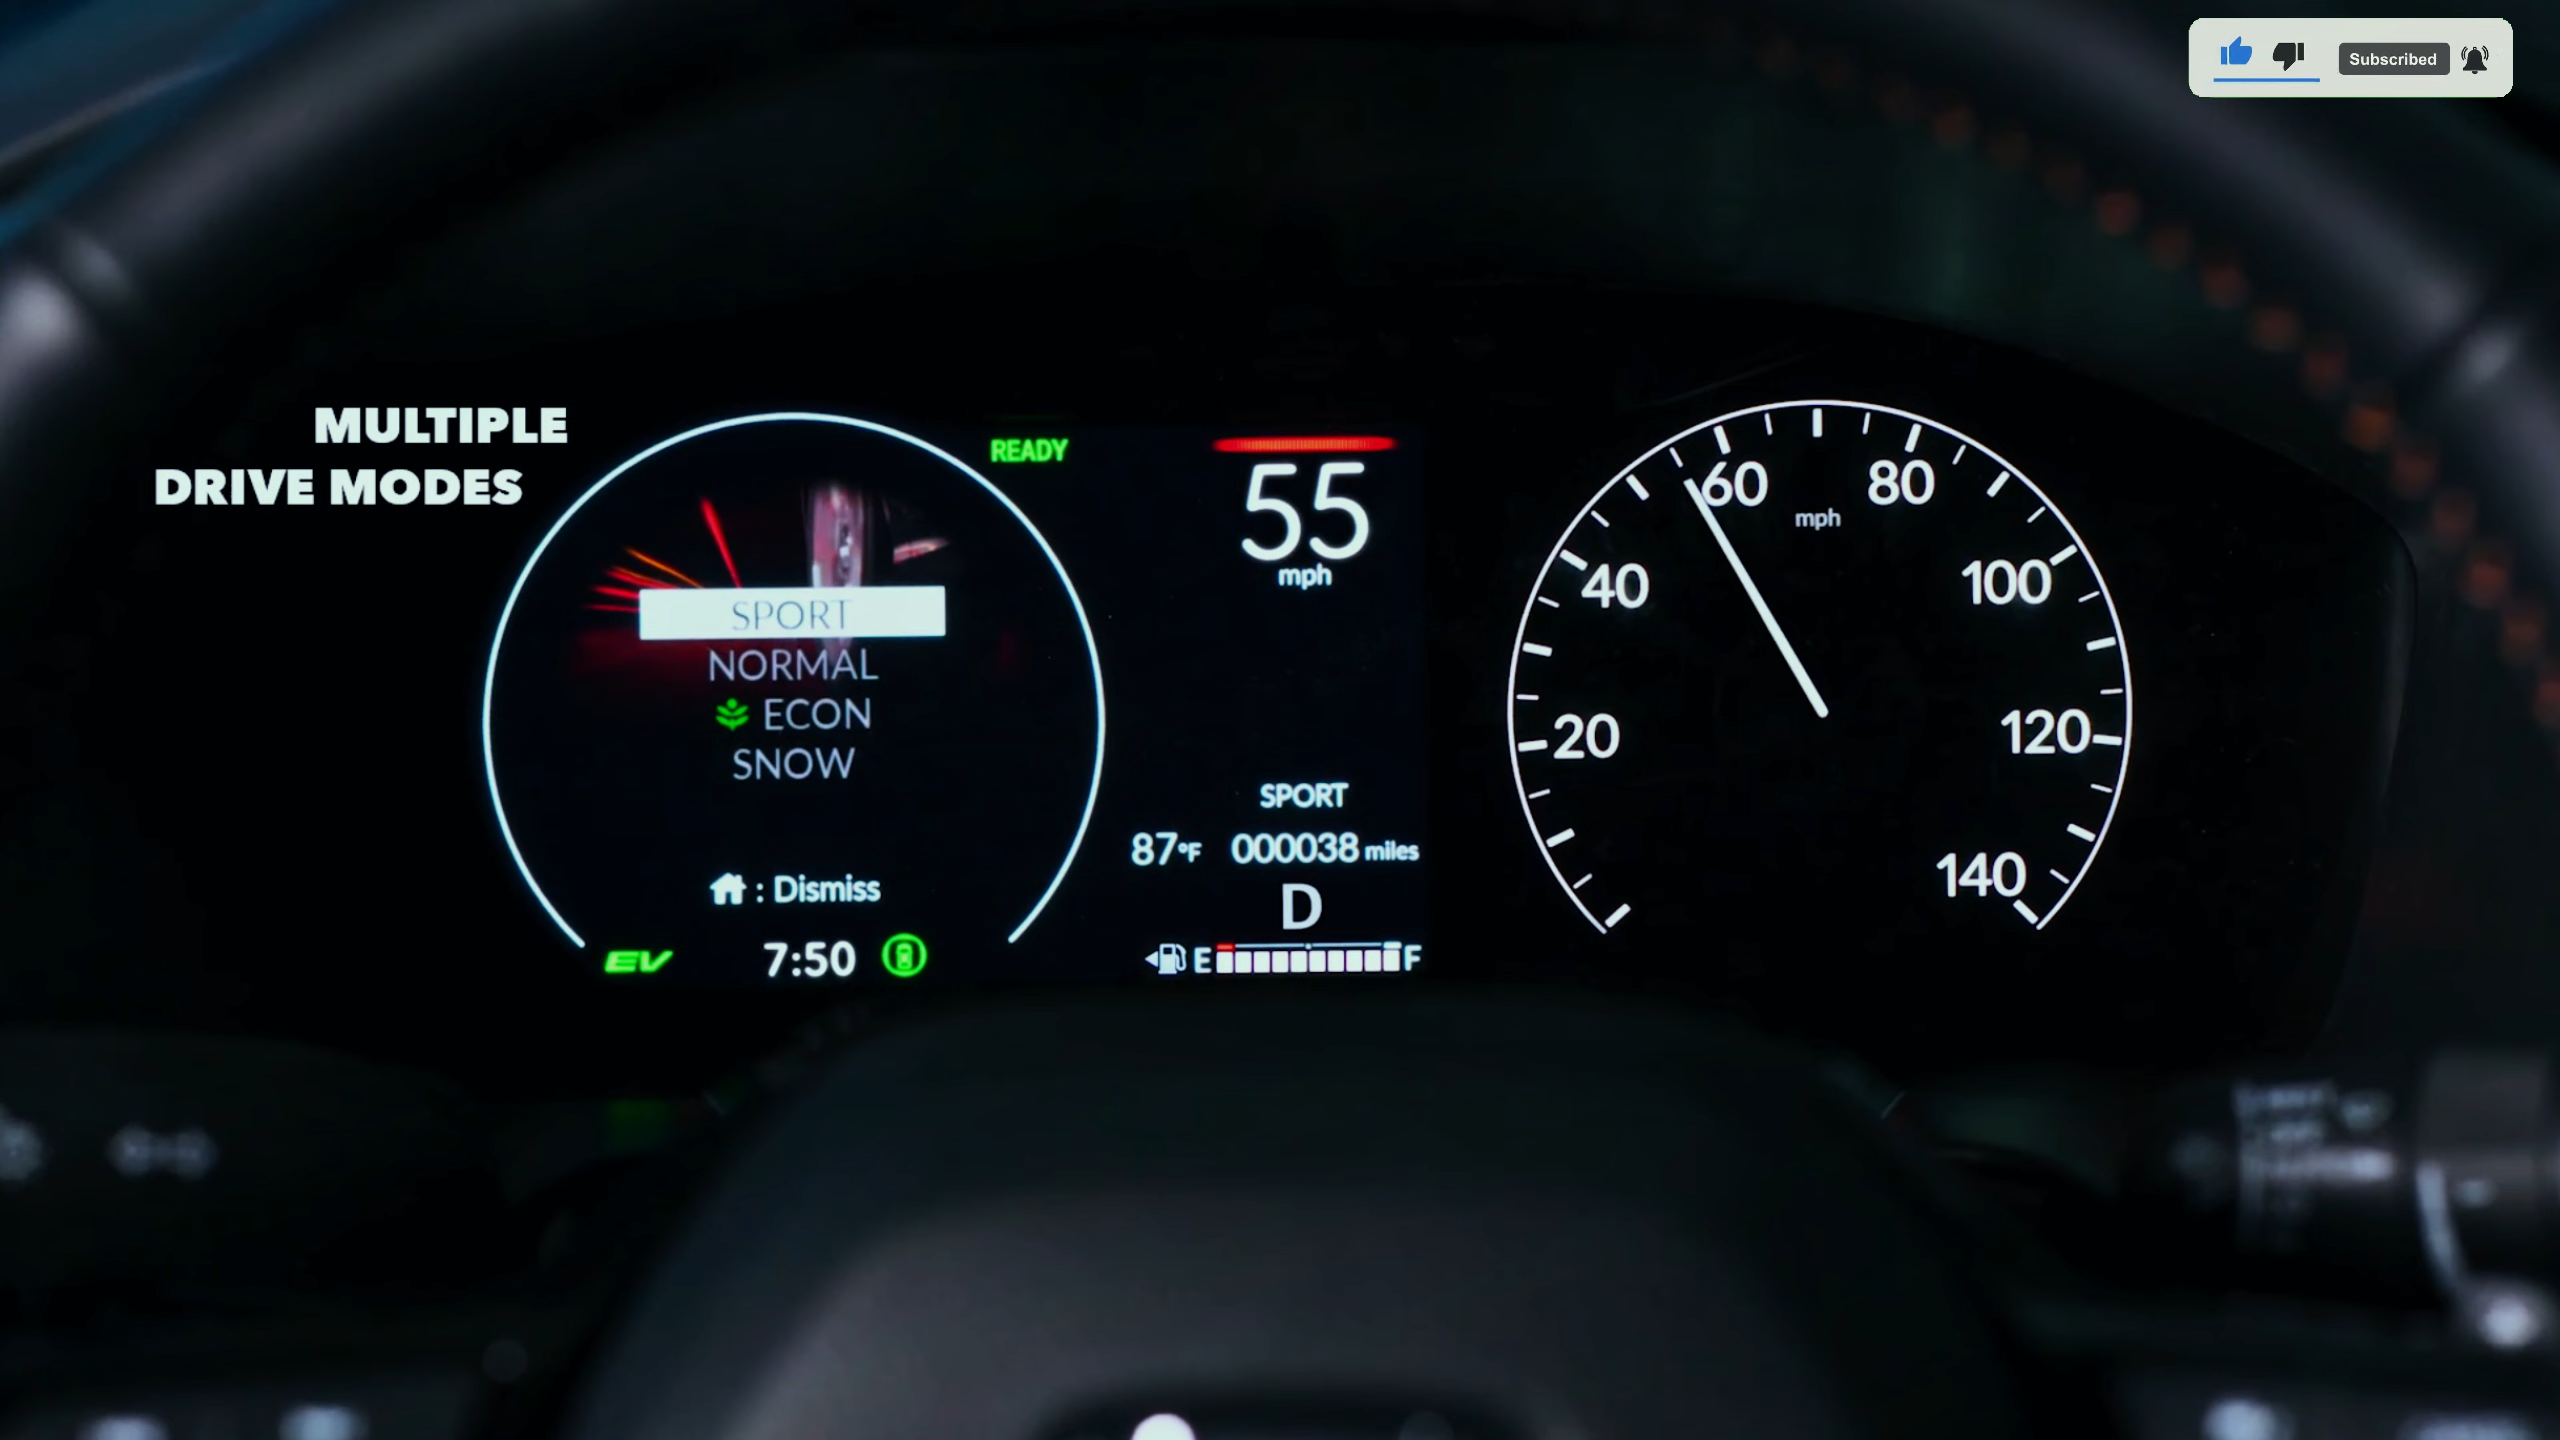 Subscribed
MULTIPLE
DRIVE MODES
READY
SPORT
NORMAL
ECON
SNOW
: Dismiss
EV
7:50
55
mph
SPORT
87°F 000038 miles
D
E F
20
40
60
80
100
120
140
mph